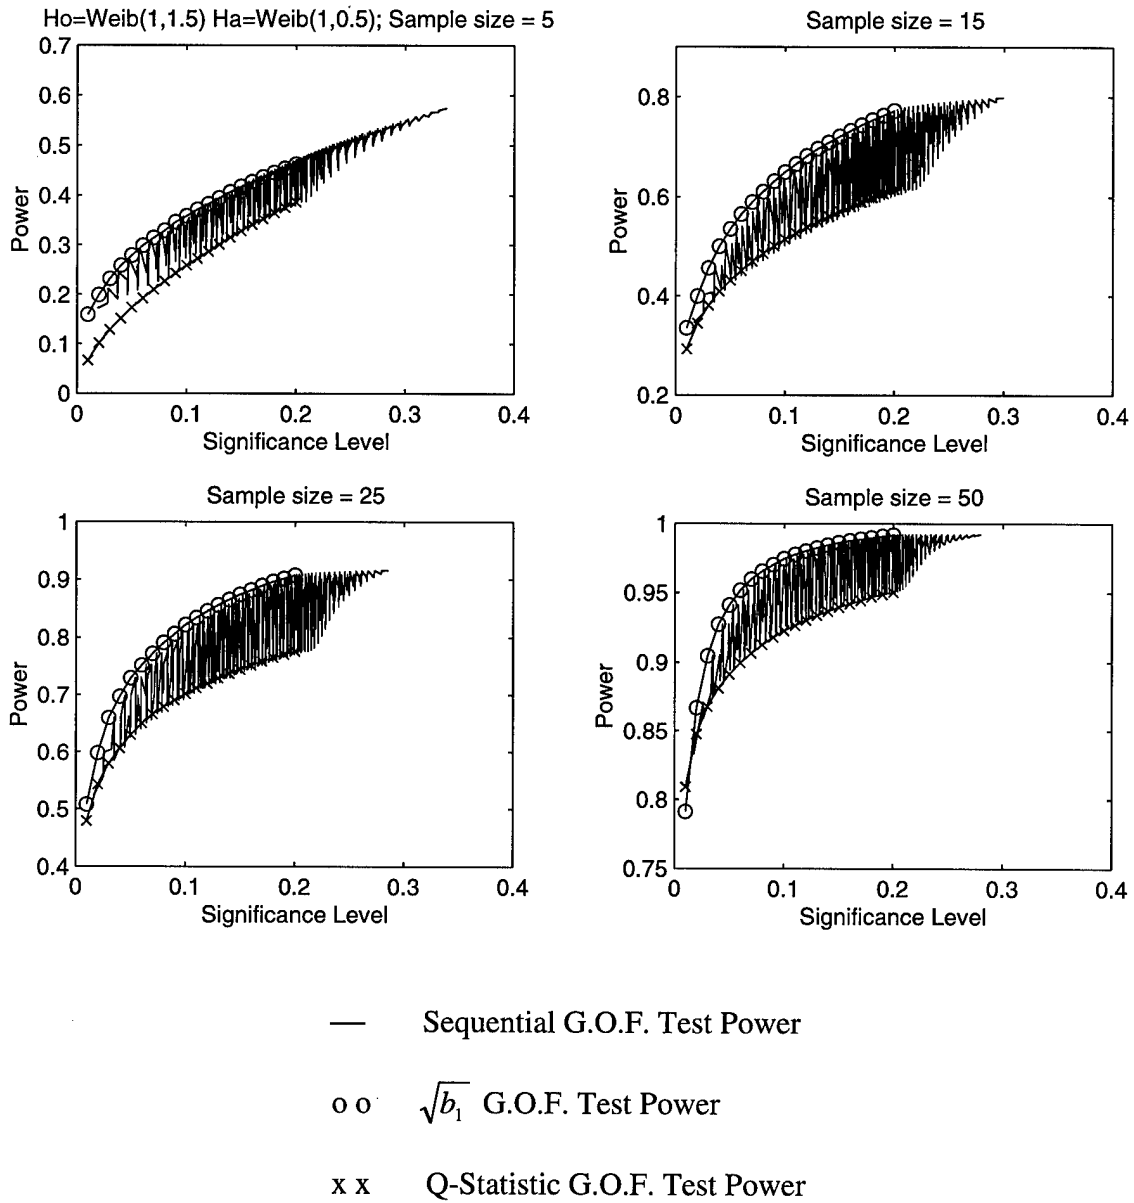 Ho=Weib(1,1.5) Ha=Weib(1,0.5); Sample size = 5
0.7
0.6
0.5
0.4
0.3
0.2
0.1
0
Power
0 0.1 0.2 0.3 0.4
Significance Level
Sample size = 15
0.8
0.6
0.4
0.2
Power
0 0.1 0.2 0.3 0.4
Significance Level
Sample size = 25
1
0.9
0.8
0.7
0.6
0.5
0.4
Power
0 0.1 0.2 0.3 0.4
Significance Level
Sample size = 50
1
0.95
0.9
0.85
0.8
0.75
Power
0 0.1 0.2 0.3 0.4
Significance Level
— Sequential G.O.F. Test Power
o o √b₁ G.O.F. Test Power
x x Q-Statistic G.O.F. Test Power